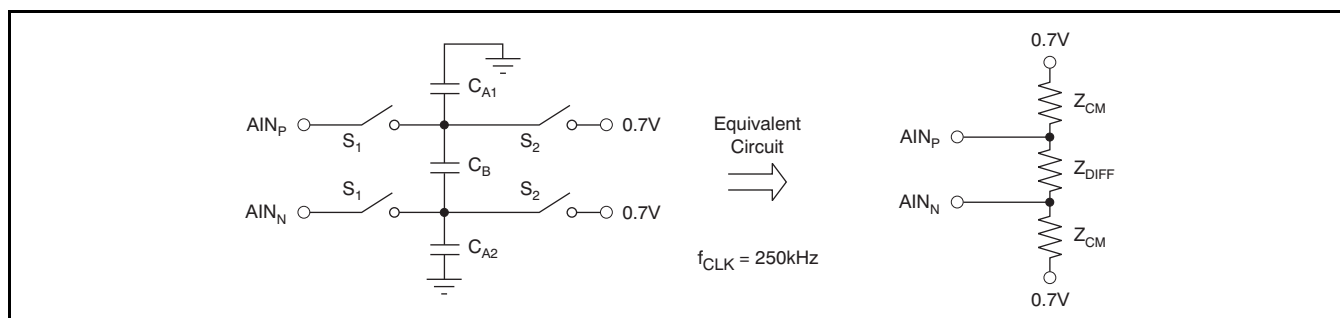 C_A1
AIN_P
S_1
S_2
0.7V
C_B
AIN_N
S_1
S_2
0.7V
C_A2
Equivalent
Circuit
f_CLK = 250kHz
0.7V
Z_CM
AIN_P
Z_DIFF
AIN_N
Z_CM
0.7V